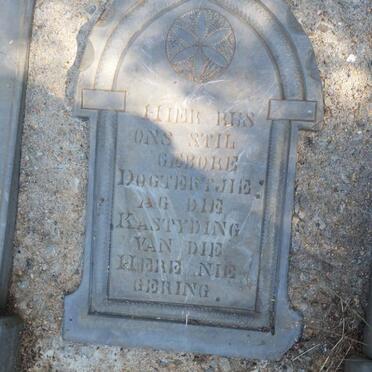 HIER RUS
ONS STIL
GEBORE
DOGTERTJIE:
AG DIE
KASTYDING
VAN DIE
HERE NIE
GERING.